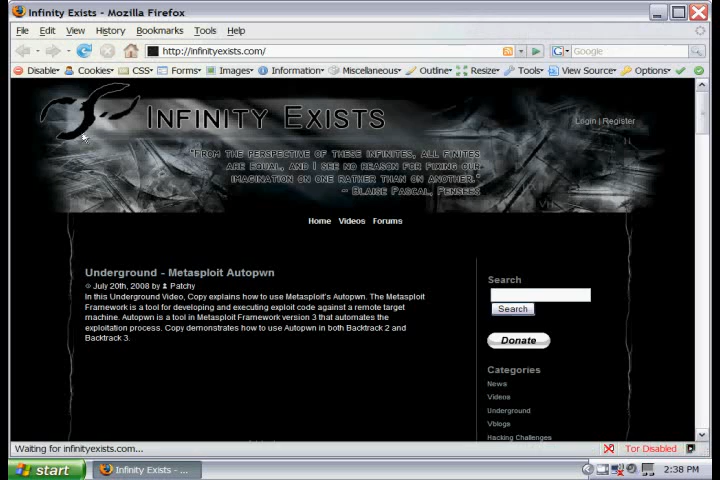 Infinity Exists - Mozilla Firefox
File Edit View History Bookmarks Tools Help
http://infinityexists.com/
Google
Disable Cookies CSS Forms Images Information Miscellaneous Outline Resize Tools View Source Options
INFINITY EXISTS
Login | Register
"FROM THE PERSPECTIVE OF THESE INFINITES, ALL FINITES
ARE EQUAL, AND I SEE NO REASON FOR FIXING OUR
IMAGINATION ON ONE RATHER THAN ON ANOTHER."
~ BLAISE PASCAL, PENSEES
Home Videos Forums
Underground - Metasploit Autopwn
July 20th, 2008 by Patchy
In this Underground Video, Copy explains how to use Metasploit's Autopwn. The Metasploit
Framework is a tool for developing and executing exploit code against a remote target
machine. Autopwn is a tool in Metasploit Framework version 3 that automates the
exploitation process. Copy demonstrates how to use Autopwn in both Backtrack 2 and
Backtrack 3.
Search
Search
Donate
Categories
News
Videos
Underground
Vblogs
Hacking Challenges
Waiting for infinityexists.com...
Tor Disabled
start
Infinity Exists - ...
2:38 PM